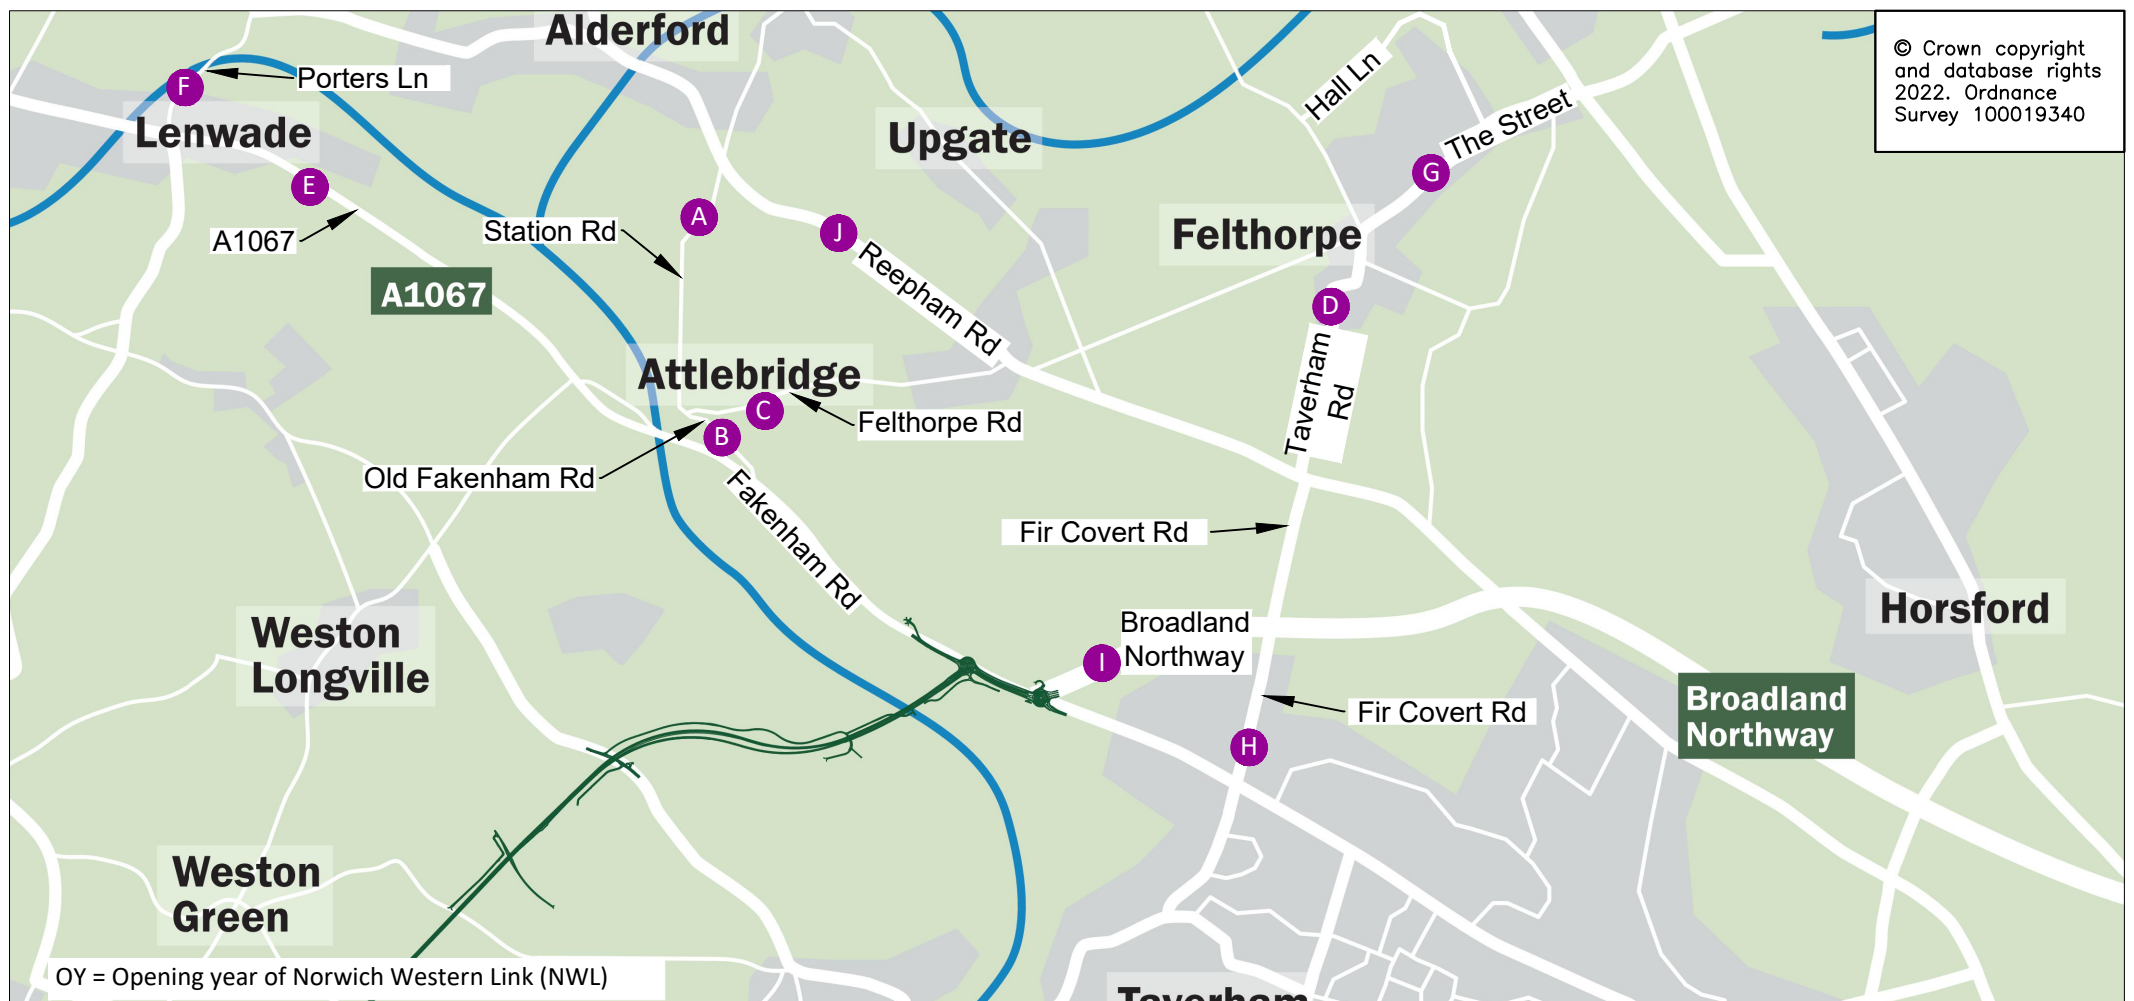 Alderford
© Crown copyright
and database rights
2022. Ordnance
Survey 100019340
F
Porters Ln
Hall Ln
The Street
Lenwade
Upgate
G
E
A
J
Station Rd
A1067
Felthorpe
Reepham Rd
A1067
D
Taverham
Rd
Attlebridge
C
Felthorpe Rd
B
Old Fakenham Rd
Fakenham Rd
Fir Covert Rd
Horsford
Broadland
Northway
I
Weston
Longville
Fir Covert Rd
Broadland
Northway
H
Weston
Green
OY = Opening year of Norwich Western Link (NWL)
Taverham